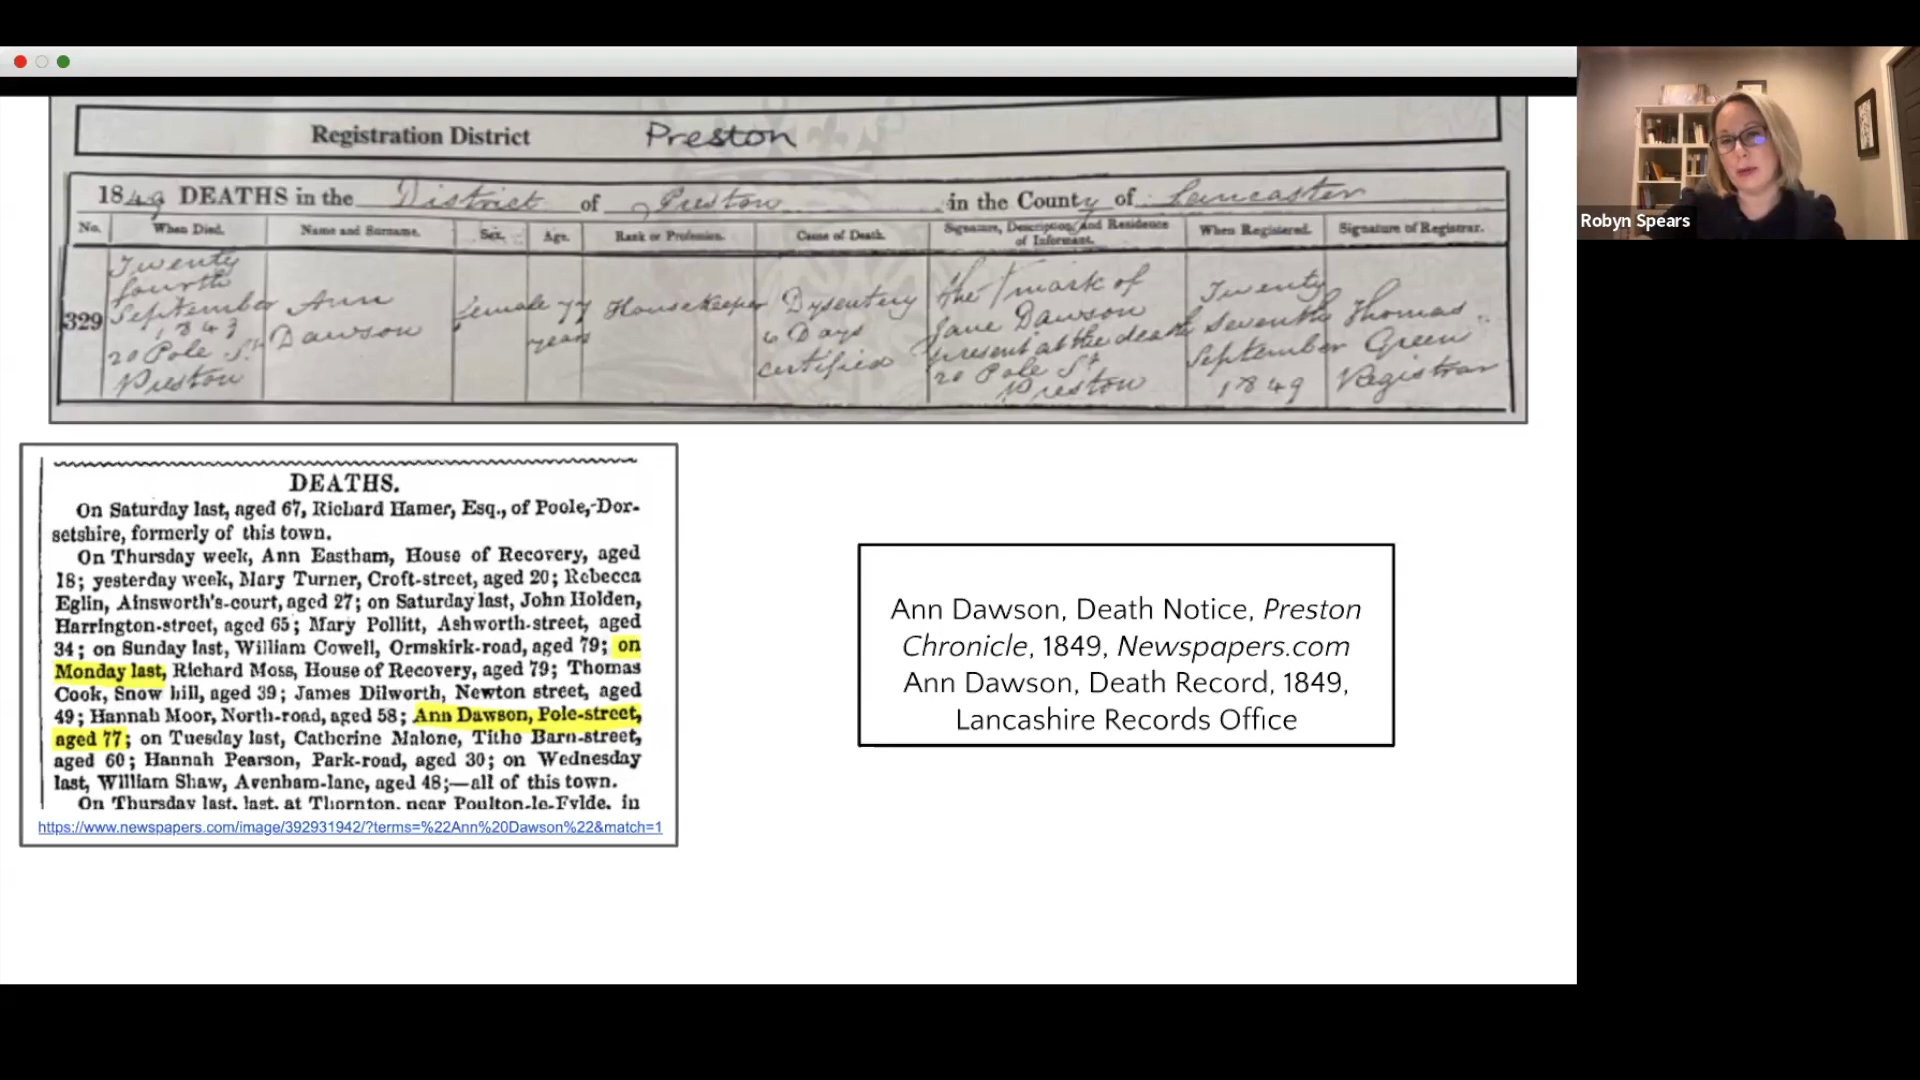 Registration District Preston
1849 DEATHS in the District of Preston in the County of Lancaster
No. When Died. Name and Surname. Sex. Age. Rank or Profession. Cause of Death. Signature, Description, and Residence of Informant. When Registered. Signature of Registrar.
329
Twenty
fourth
September
1849
20 Pole St.
Preston
Ann
Dawson
female
77
years
Housekeeper
Dysentery
6 Days
certified
the mark of
Jane Dawson
present at the death
20 Pole St
Preston
Twenty
Seventh
September
1849
Thomas
Green
Registrar
Robyn Spears
DEATHS.
On Saturday last, aged 67, Richard Hamer, Esq., of Poole, Dor-
setshire, formerly of this town.
On Thursday week, Ann Eastham, House of Recovery, aged
18; yesterday week, Mary Turner, Croft-street, aged 20; Rebecca
Eglin, Ainsworth's-court, aged 27; on Saturday last, John Holden,
Harrington-street, aged 65; Mary Pollitt, Ashworth-street, aged
34; on Sunday last, William Cowell, Ormskirk-road, aged 79; on
Monday last, Richard Moss, House of Recovery, aged 79; Thomas
Cook, Snow hill, aged 39; James Dilworth, Newton street, aged
49; Hannah Moor, North-road, aged 58; Ann Dawson, Pole-street,
aged 77; on Tuesday last, Catherine Malone, Tithe Barn-street,
aged 60; Hannah Pearson, Park-road, aged 30; on Wednesday
last, William Shaw, Avenham-lane, aged 48;—all of this town.
On Thursday last, last, at Thornton, near Poulton-le-Fylde, in
https://www.newspapers.com/image/392931942/?terms=%22Ann%20Dawson%22&match=1
Ann Dawson, Death Notice, Preston
Chronicle, 1849, Newspapers.com
Ann Dawson, Death Record, 1849,
Lancashire Records Office